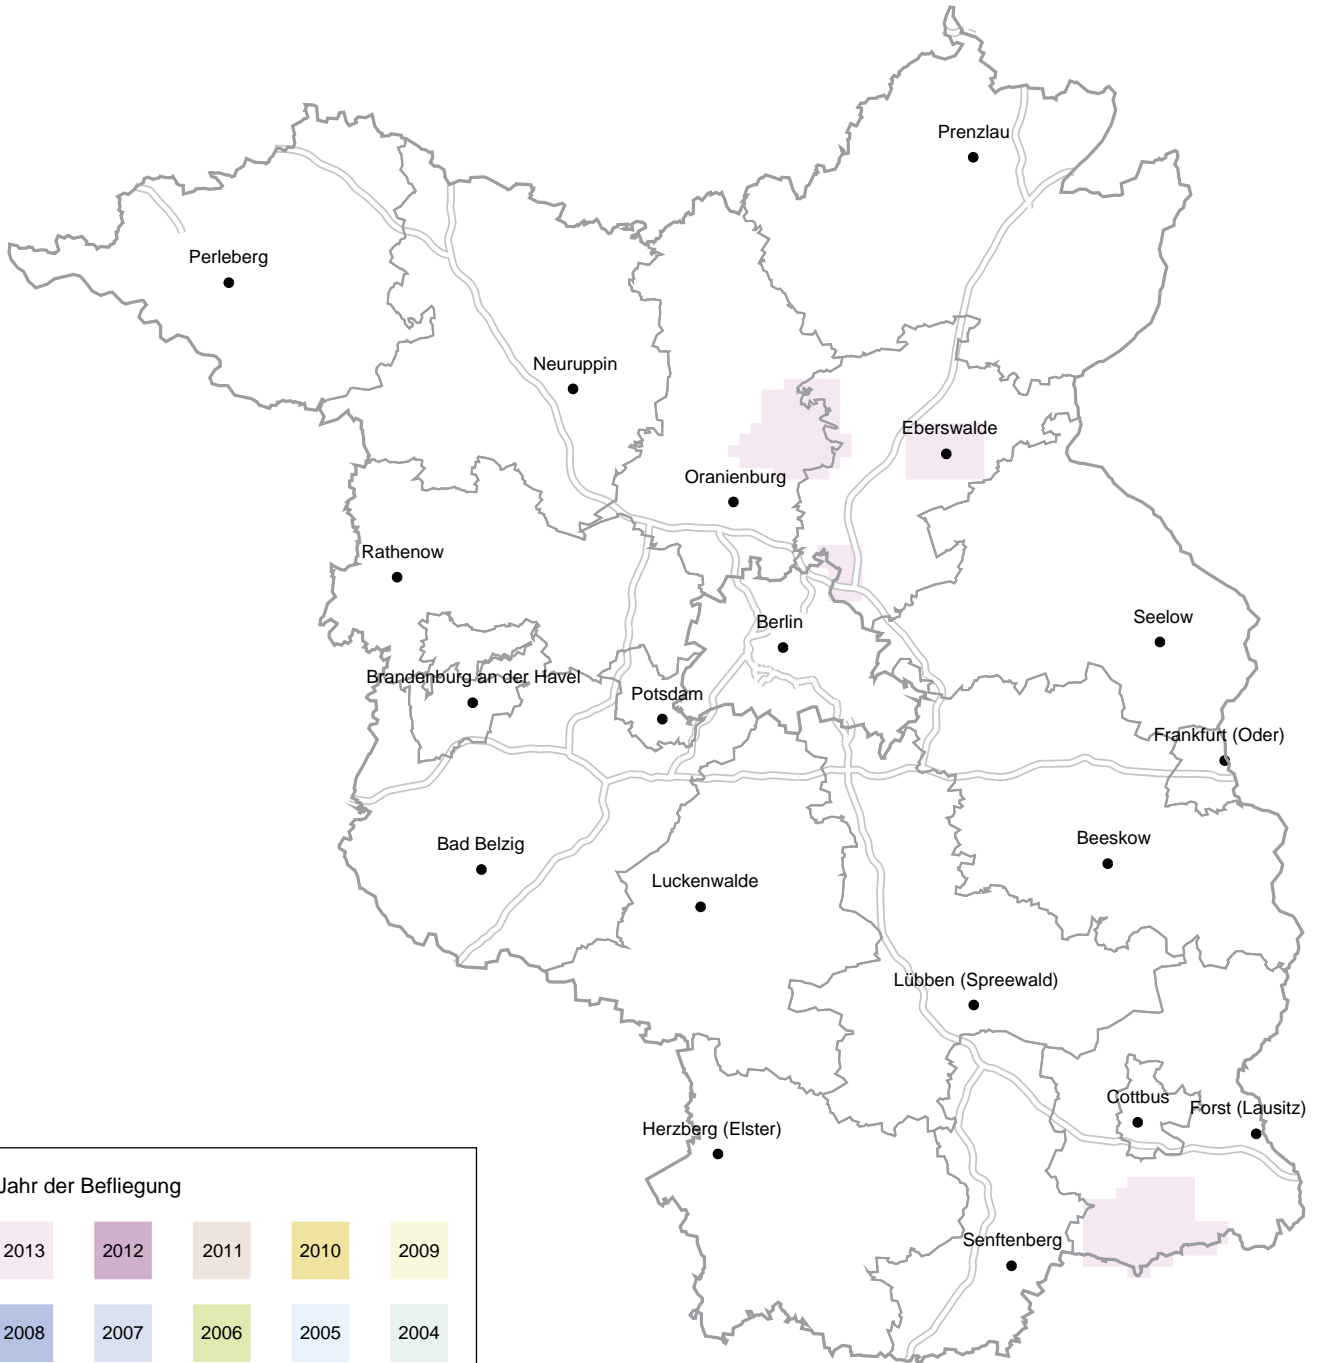 Prenzlau
Perleberg
Neuruppin
Eberswalde
Oranienburg
Rathenow
Berlin
Seelow
Brandenburg an der Havel
Potsdam
Frankfurt (Oder)
Bad Belzig
Beeskow
Luckenwalde
Lübben (Spreewald)
Cottbus
Forst (Lausitz)
Herzberg (Elster)
Senftenberg
Jahr der Befliegung
2013 2012 2011 2010 2009
2008 2007 2006 2005 2004